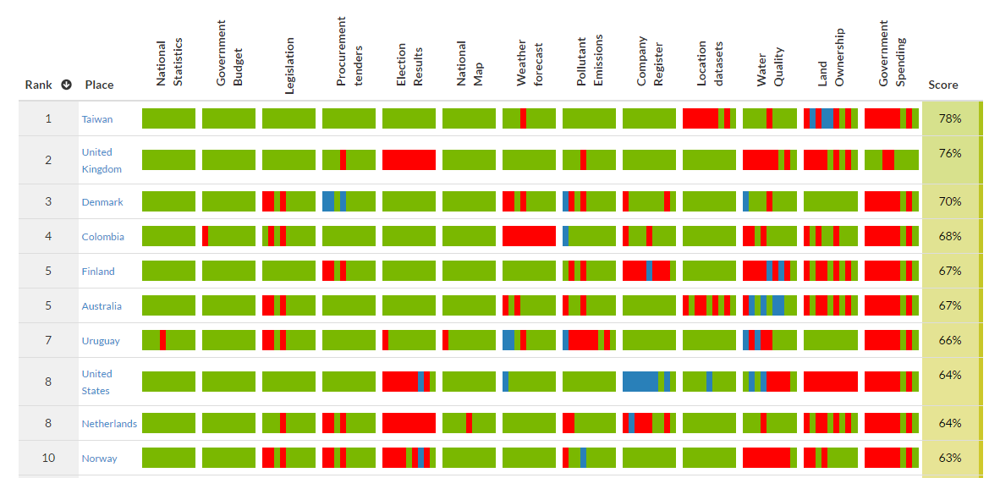 Rank Place National Statistics Government Budget Legislation Procurement tenders Election Results National Map Weather forecast Pollutant Emissions Company Register Location datasets Water Quality Land Ownership Government Spending Score
1 Taiwan 78%
2 United Kingdom 76%
3 Denmark 70%
4 Colombia 68%
5 Finland 67%
5 Australia 67%
7 Uruguay 66%
8 United States 64%
8 Netherlands 64%
10 Norway 63%